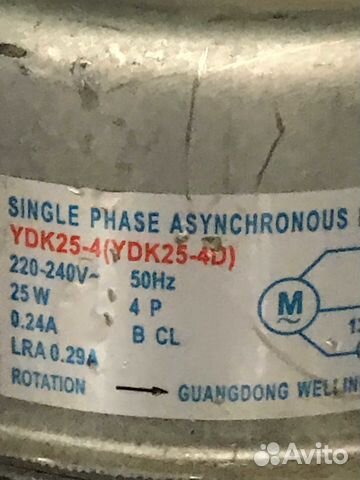 SINGLE PHASE ASYNCHRONOUS
YDK25-4(YDK25-4D)
220-240V~ 50Hz
25 W 4 P
0.24A B CL
LRA 0.29A
ROTATION → GUANGDONG WELLIN
M
~
Avito